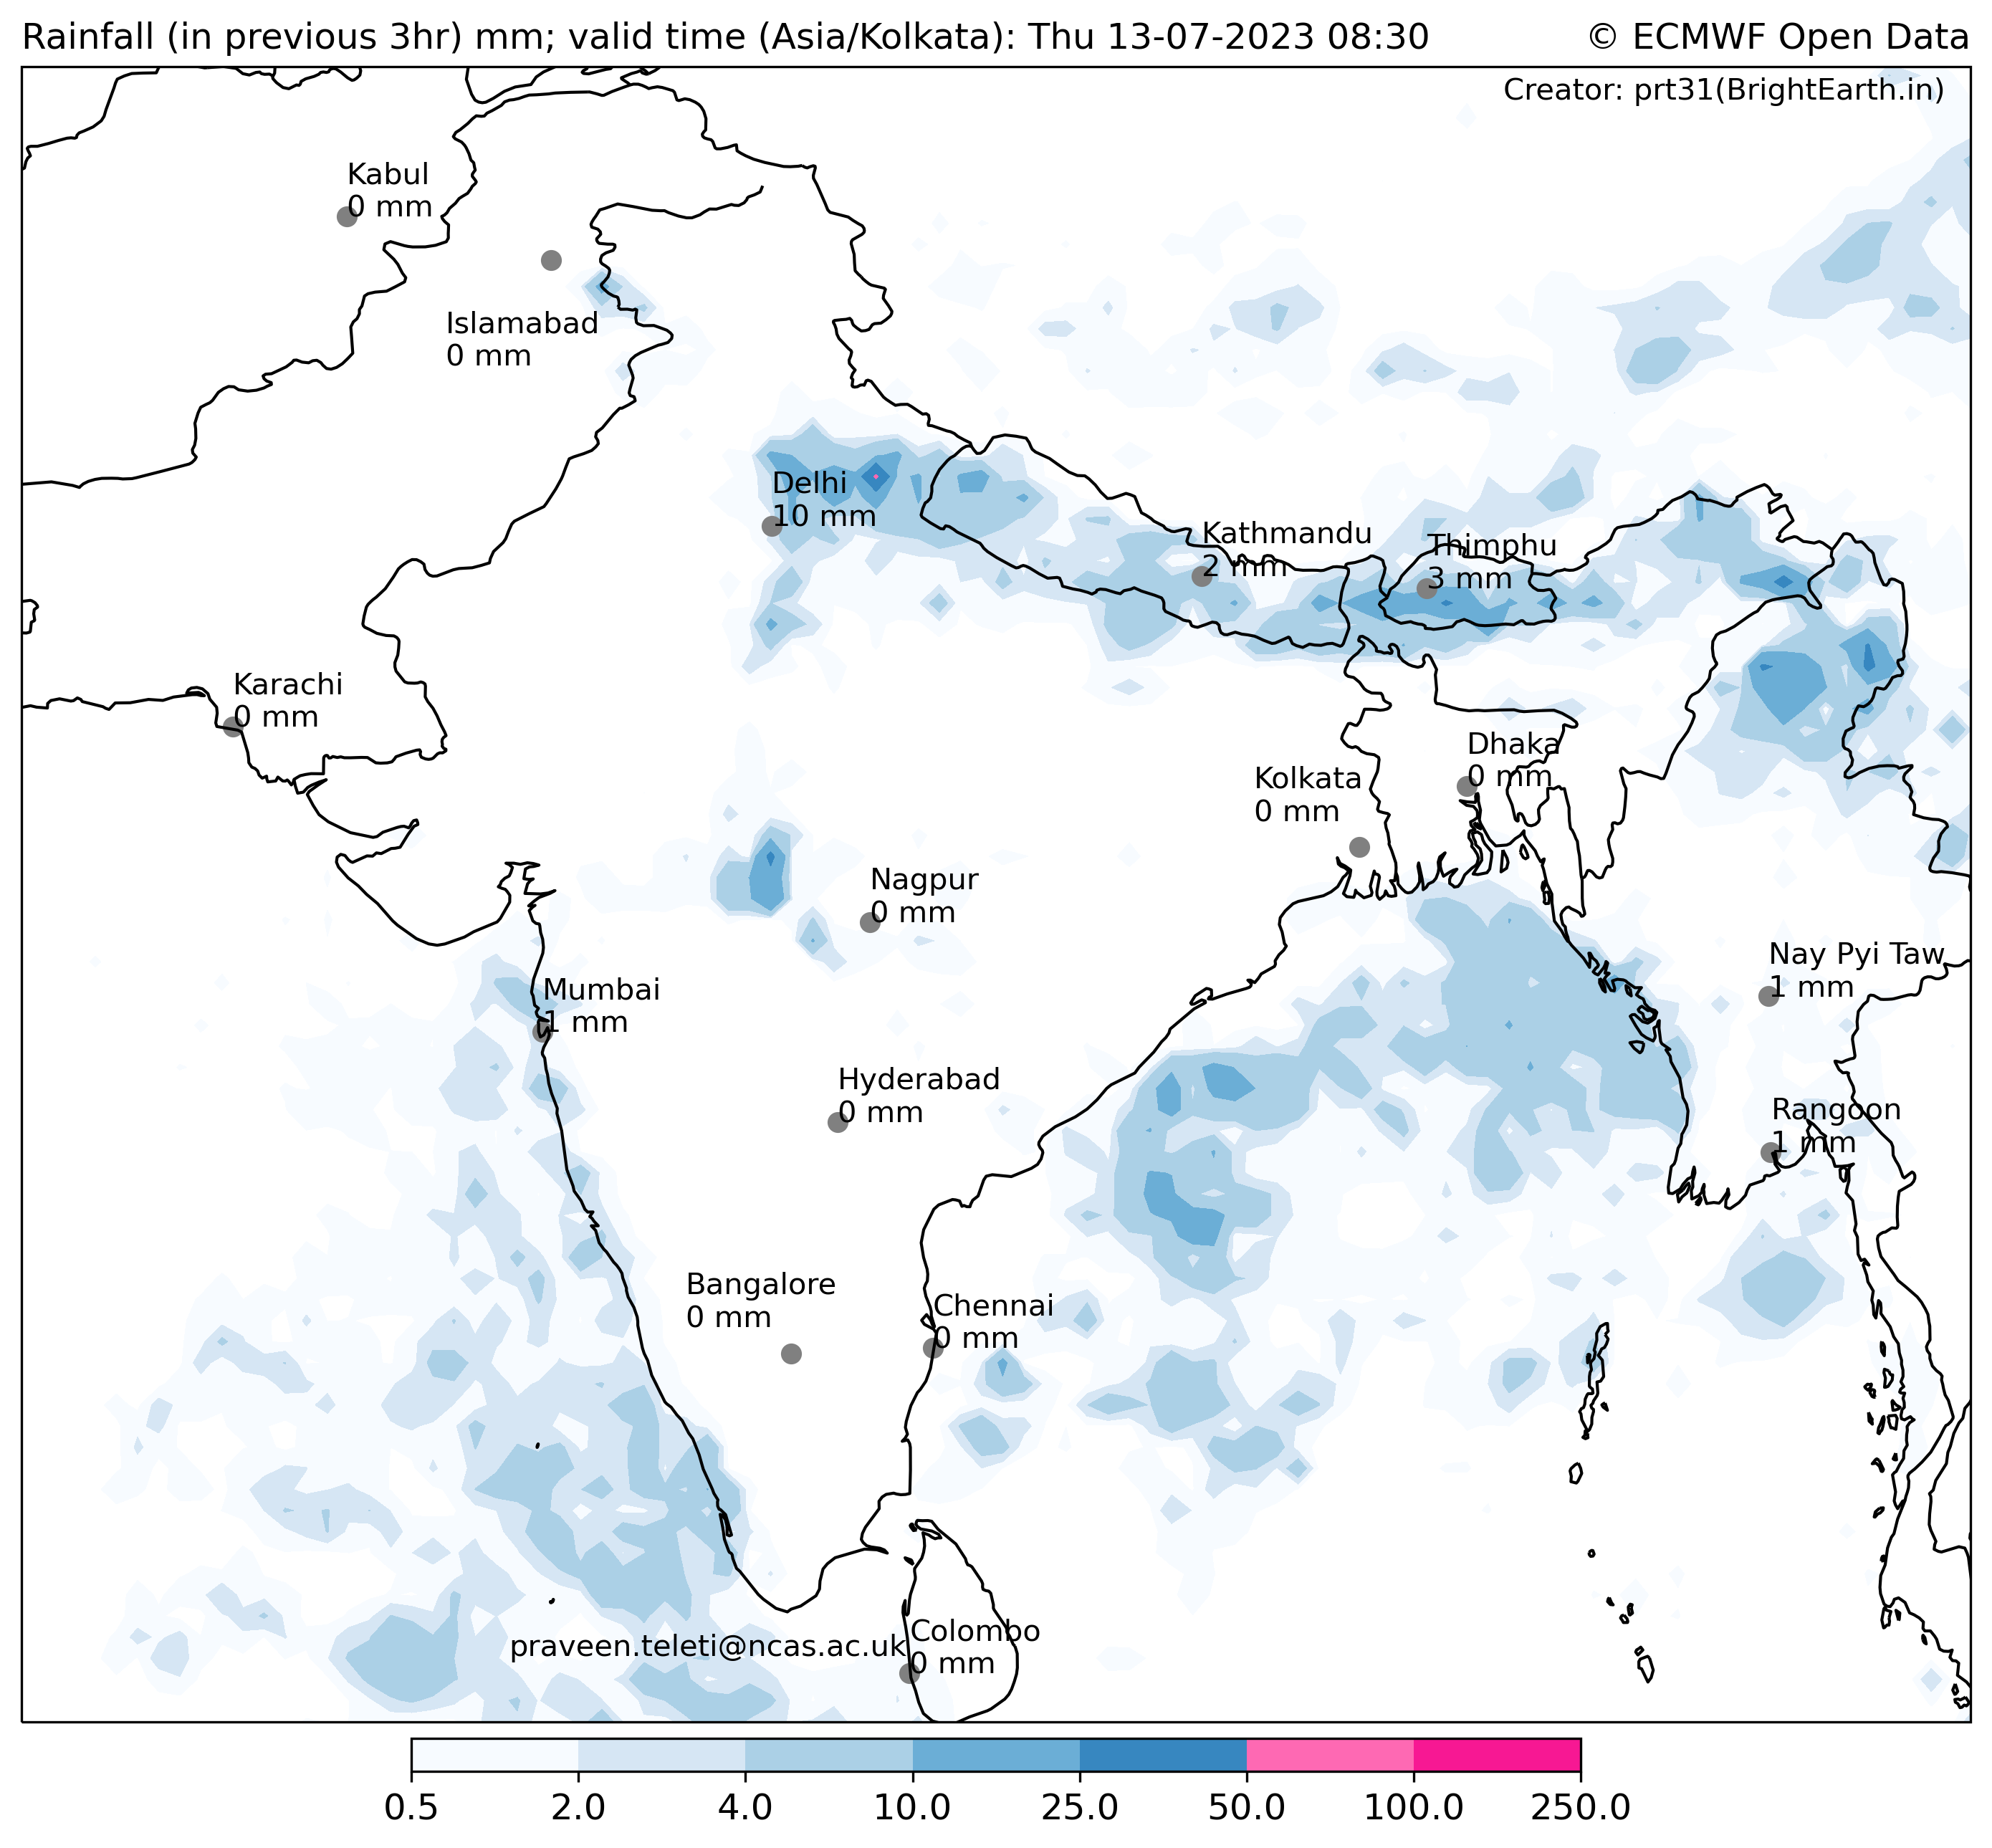 Rainfall (in previous 3hr) mm; valid time (Asia/Kolkata): Thu 13-07-2023 08:30
© ECMWF Open Data
Creator: prt31(BrightEarth.in)
Kabul
0 mm
Islamabad
0 mm
Delhi
10 mm
Kathmandu
2 mm
Thimphu
3 mm
Karachi
0 mm
Dhaka
0 mm
Kolkata
0 mm
Nagpur
0 mm
Nay Pyi Taw
1 mm
Mumbai
1 mm
Hyderabad
0 mm
Rangoon
1 mm
Bangalore
0 mm
Chennai
0 mm
Colombo
0 mm
praveen.teleti@ncas.ac.uk
0.5 2.0 4.0 10.0 25.0 50.0 100.0 250.0